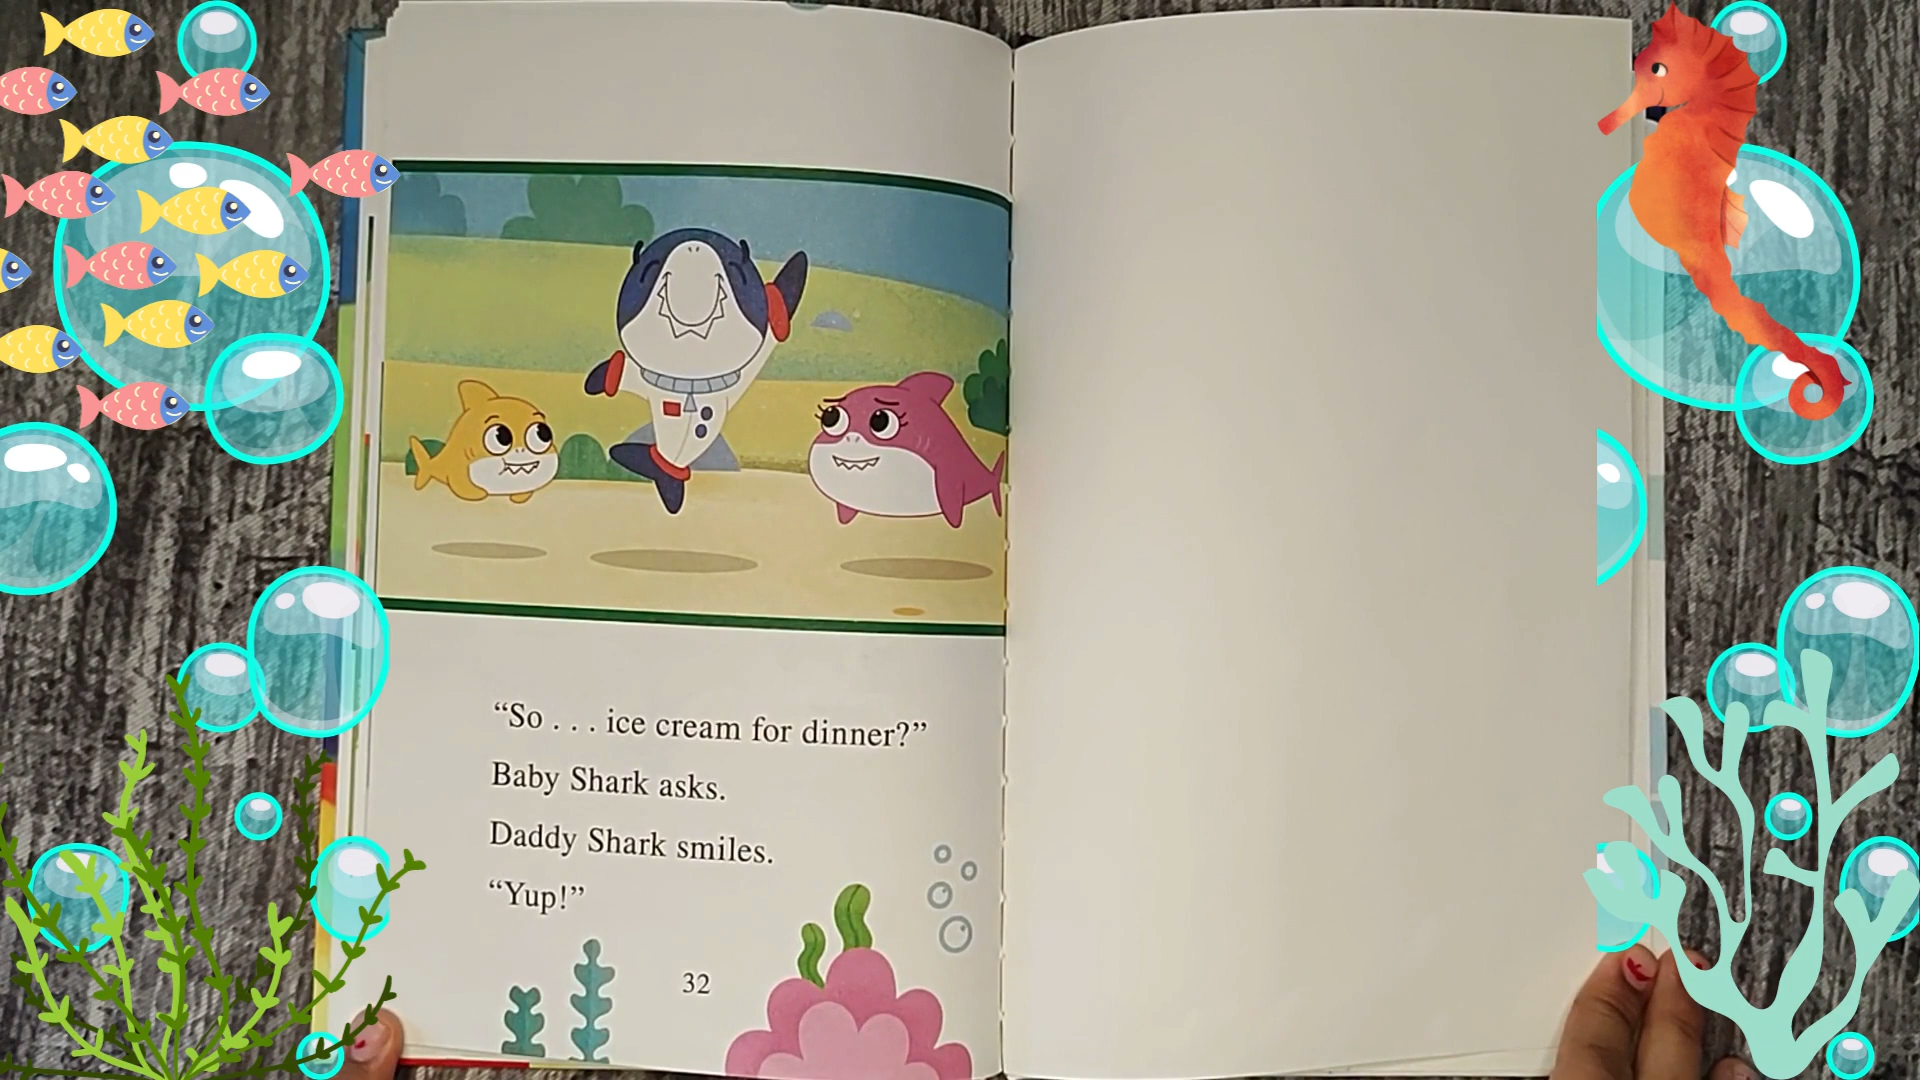 “So . . . ice cream for dinner?”
Baby Shark asks.
Daddy Shark smiles.
“Yup!”
32